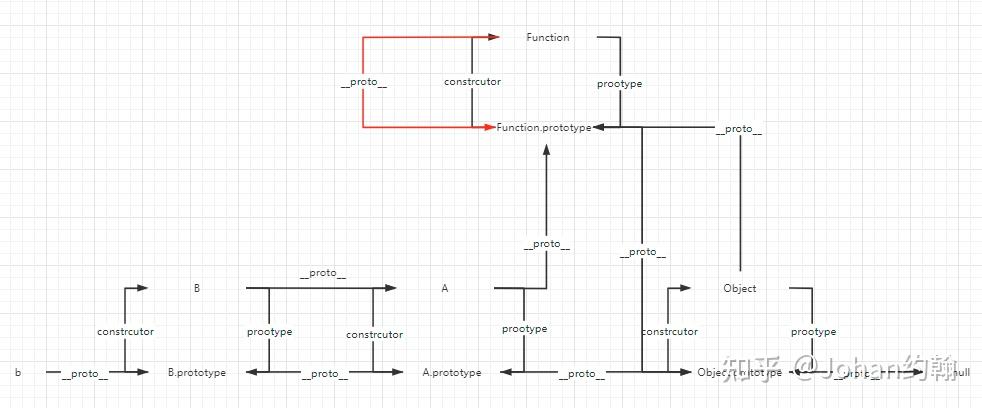 Function
__proto__
constrcutor
prootype
Function.prototype
__proto__
__proto__
__proto__
__proto__
B
A
Object
constrcutor
prootype
constrcutor
prootype
constrcutor
prootype
b
__proto__
B.prototype
__proto__
A.prototype
__proto__
Object.prototype
__proto__
null
知乎 @Johan约翰